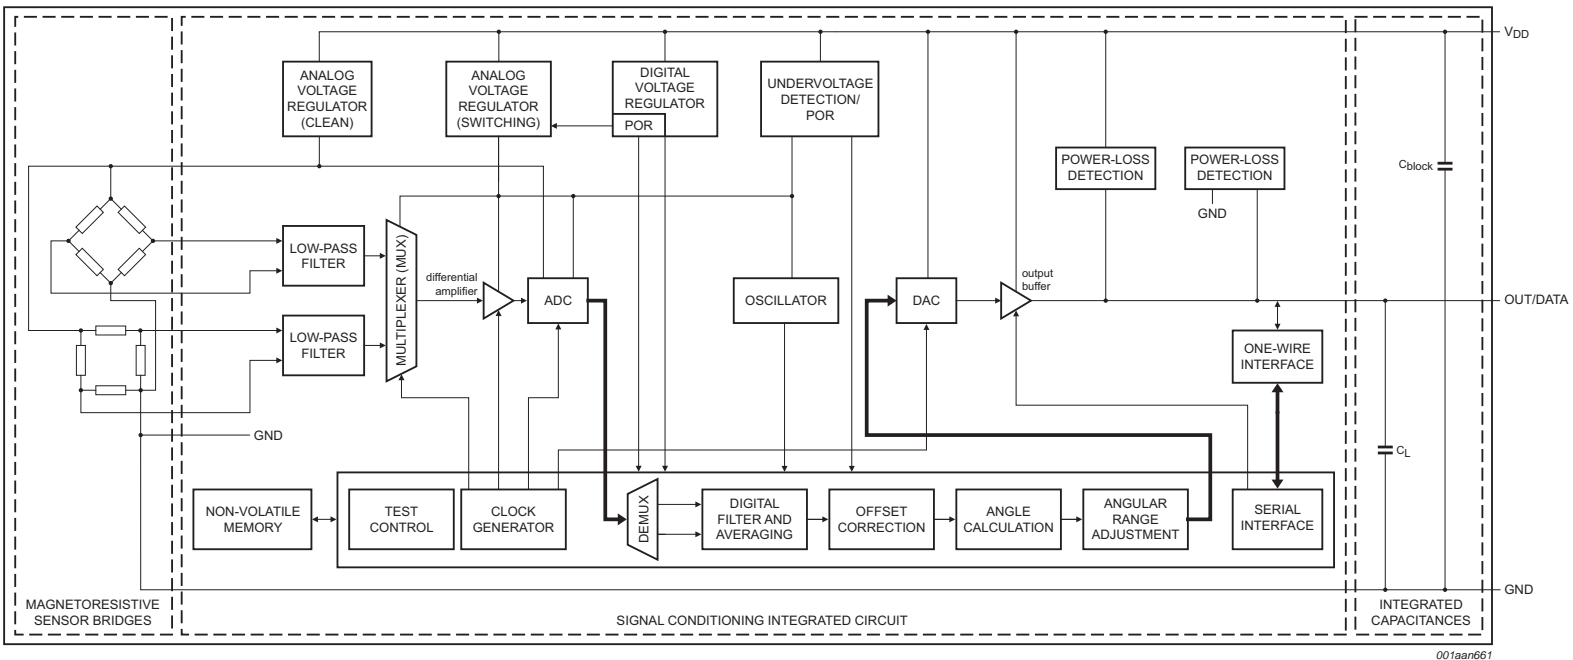 VDD
ANALOG
VOLTAGE
REGULATOR
(CLEAN)
ANALOG
VOLTAGE
REGULATOR
(SWITCHING)
DIGITAL
VOLTAGE
REGULATOR
POR
UNDERVOLTAGE
DETECTION/
POR
POWER-LOSS
DETECTION
POWER-LOSS
DETECTION
GND
Cblock
LOW-PASS
FILTER
LOW-PASS
FILTER
MULTIPLEXER (MUX)
differential
amplifier
ADC
OSCILLATOR
DAC
output
buffer
OUT/DATA
ONE-WIRE
INTERFACE
GND
CL
NON-VOLATILE
MEMORY
TEST
CONTROL
CLOCK
GENERATOR
DEMUX
DIGITAL
FILTER AND
AVERAGING
OFFSET
CORRECTION
ANGLE
CALCULATION
ANGULAR
RANGE
ADJUSTMENT
SERIAL
INTERFACE
GND
MAGNETORESISTIVE
SENSOR BRIDGES
SIGNAL CONDITIONING INTEGRATED CIRCUIT
INTEGRATED
CAPACITANCES
001aan661